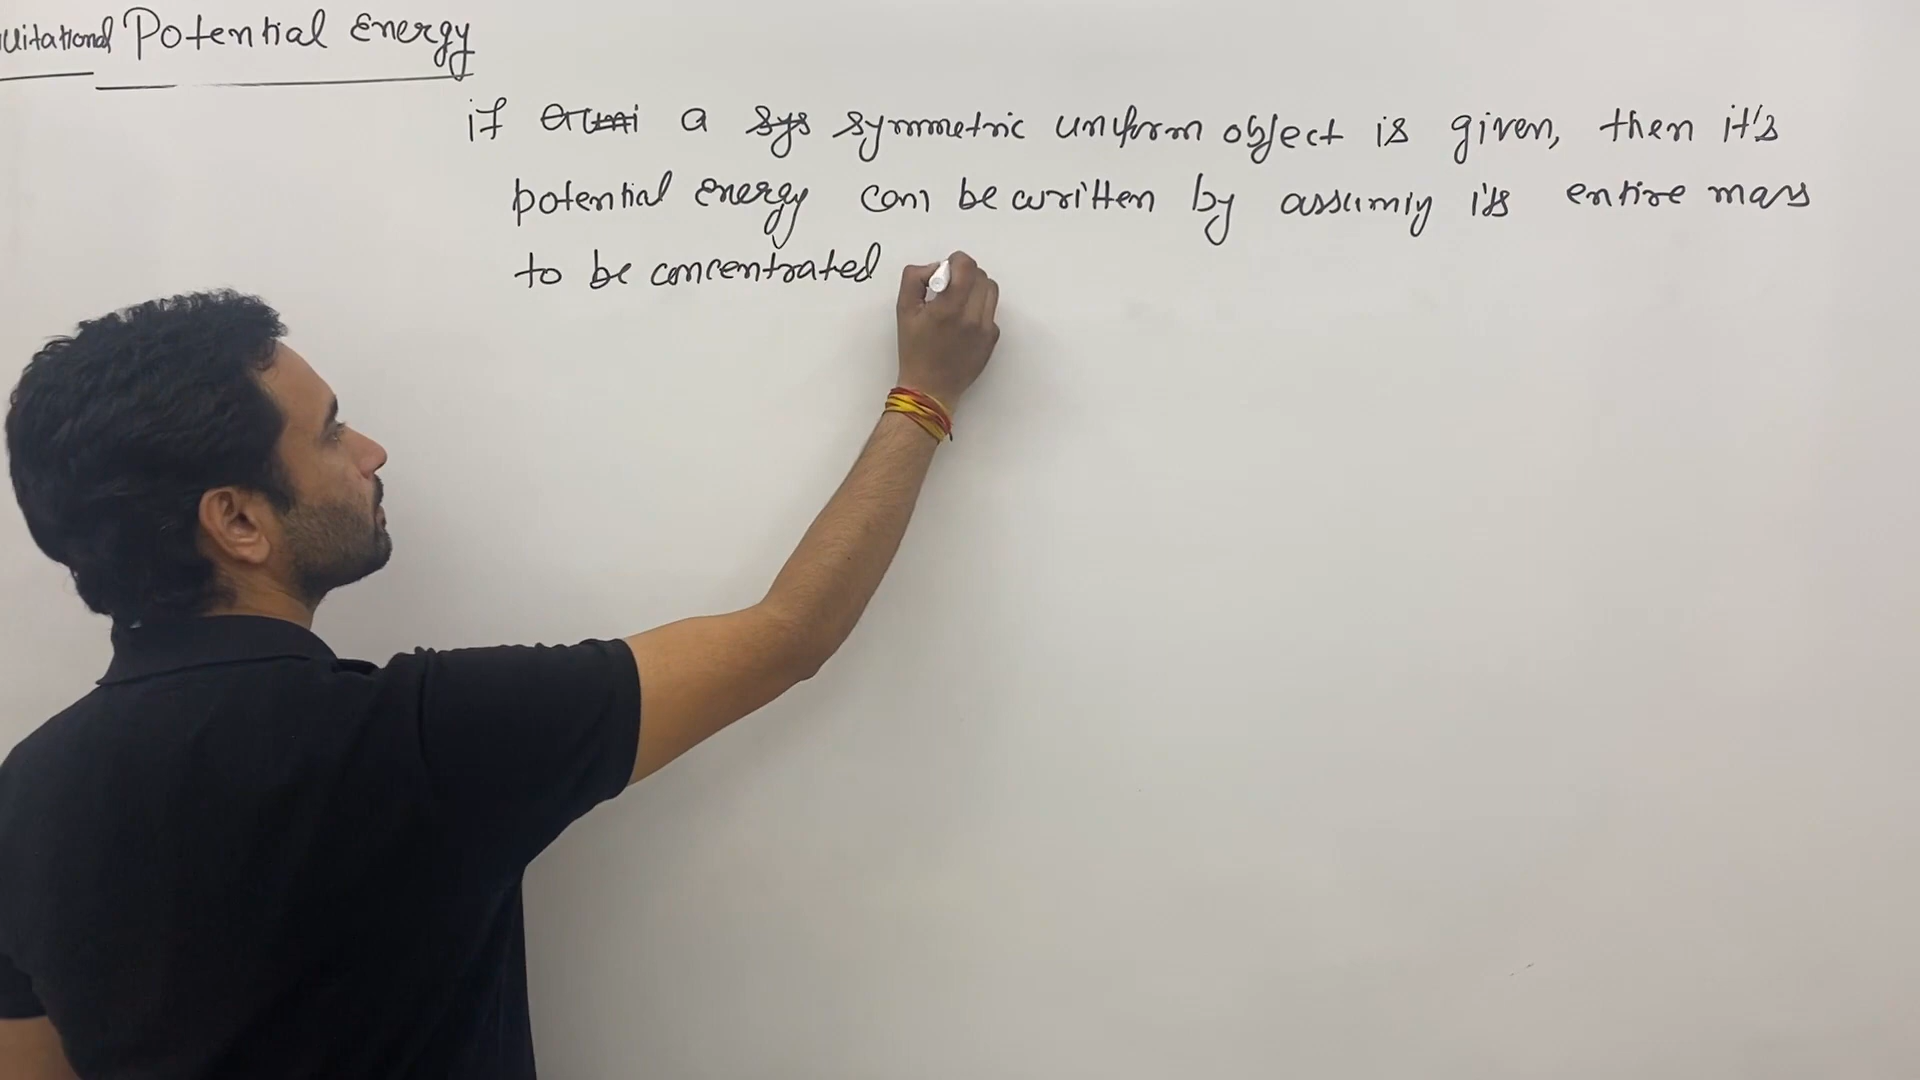 Potential Energy
if a sys symmetric uniform object is given, then it's
potential energy can be written by assuming it's entire mass
to be concentrated